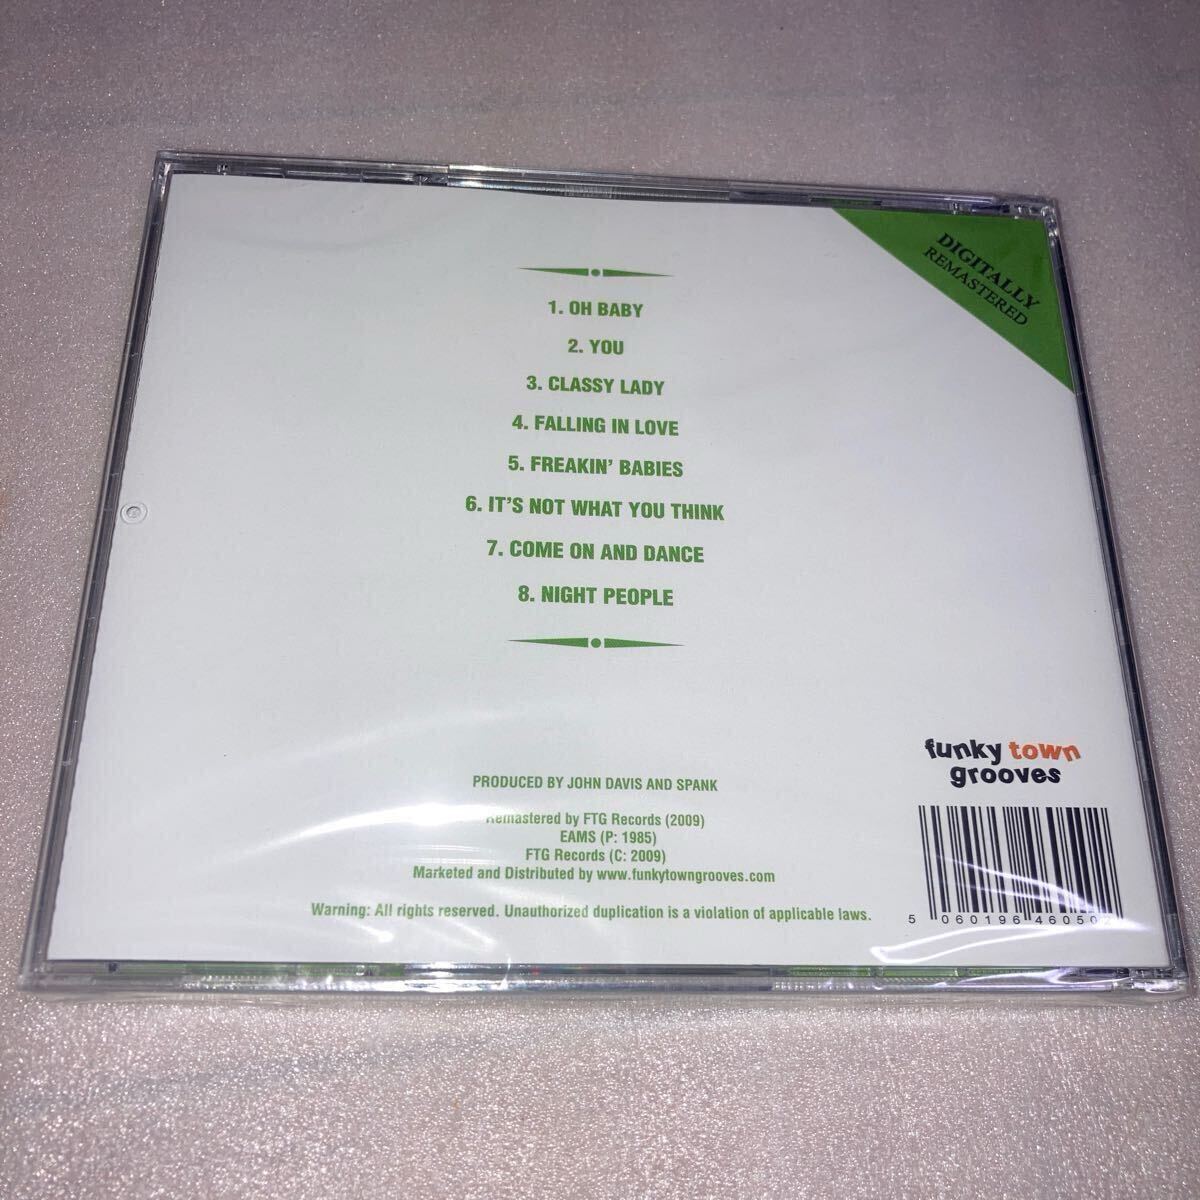 DIGITALLY
REMASTERED
1. OH BABY
2. YOU
3. CLASSY LADY
4. FALLING IN LOVE
5. FREAKIN' BABIES
6. IT'S NOT WHAT YOU THINK
7. COME ON AND DANCE
8. NIGHT PEOPLE
funky town
grooves
PRODUCED BY JOHN DAVIS AND SPANK
Remastered by FTG Records (2009)
EAMS (P: 1985)
FTG Records (C: 2009)
Marketed and Distributed by www.funkytowngrooves.com
Warning: All rights reserved. Unauthorized duplication is a violation of applicable laws.
5 060196 46050